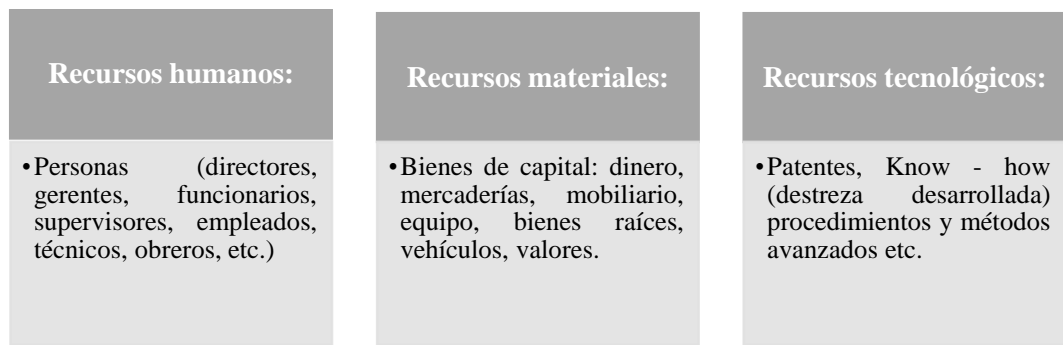 Recursos humanos:
•Personas (directores,
gerentes, funcionarios,
supervisores, empleados,
técnicos, obreros, etc.)
Recursos materiales:
•Bienes de capital: dinero,
mercaderías, mobiliario,
equipo, bienes raíces,
vehículos, valores.
Recursos tecnológicos:
•Patentes, Know - how
(destreza desarrollada)
procedimientos y métodos
avanzados etc.